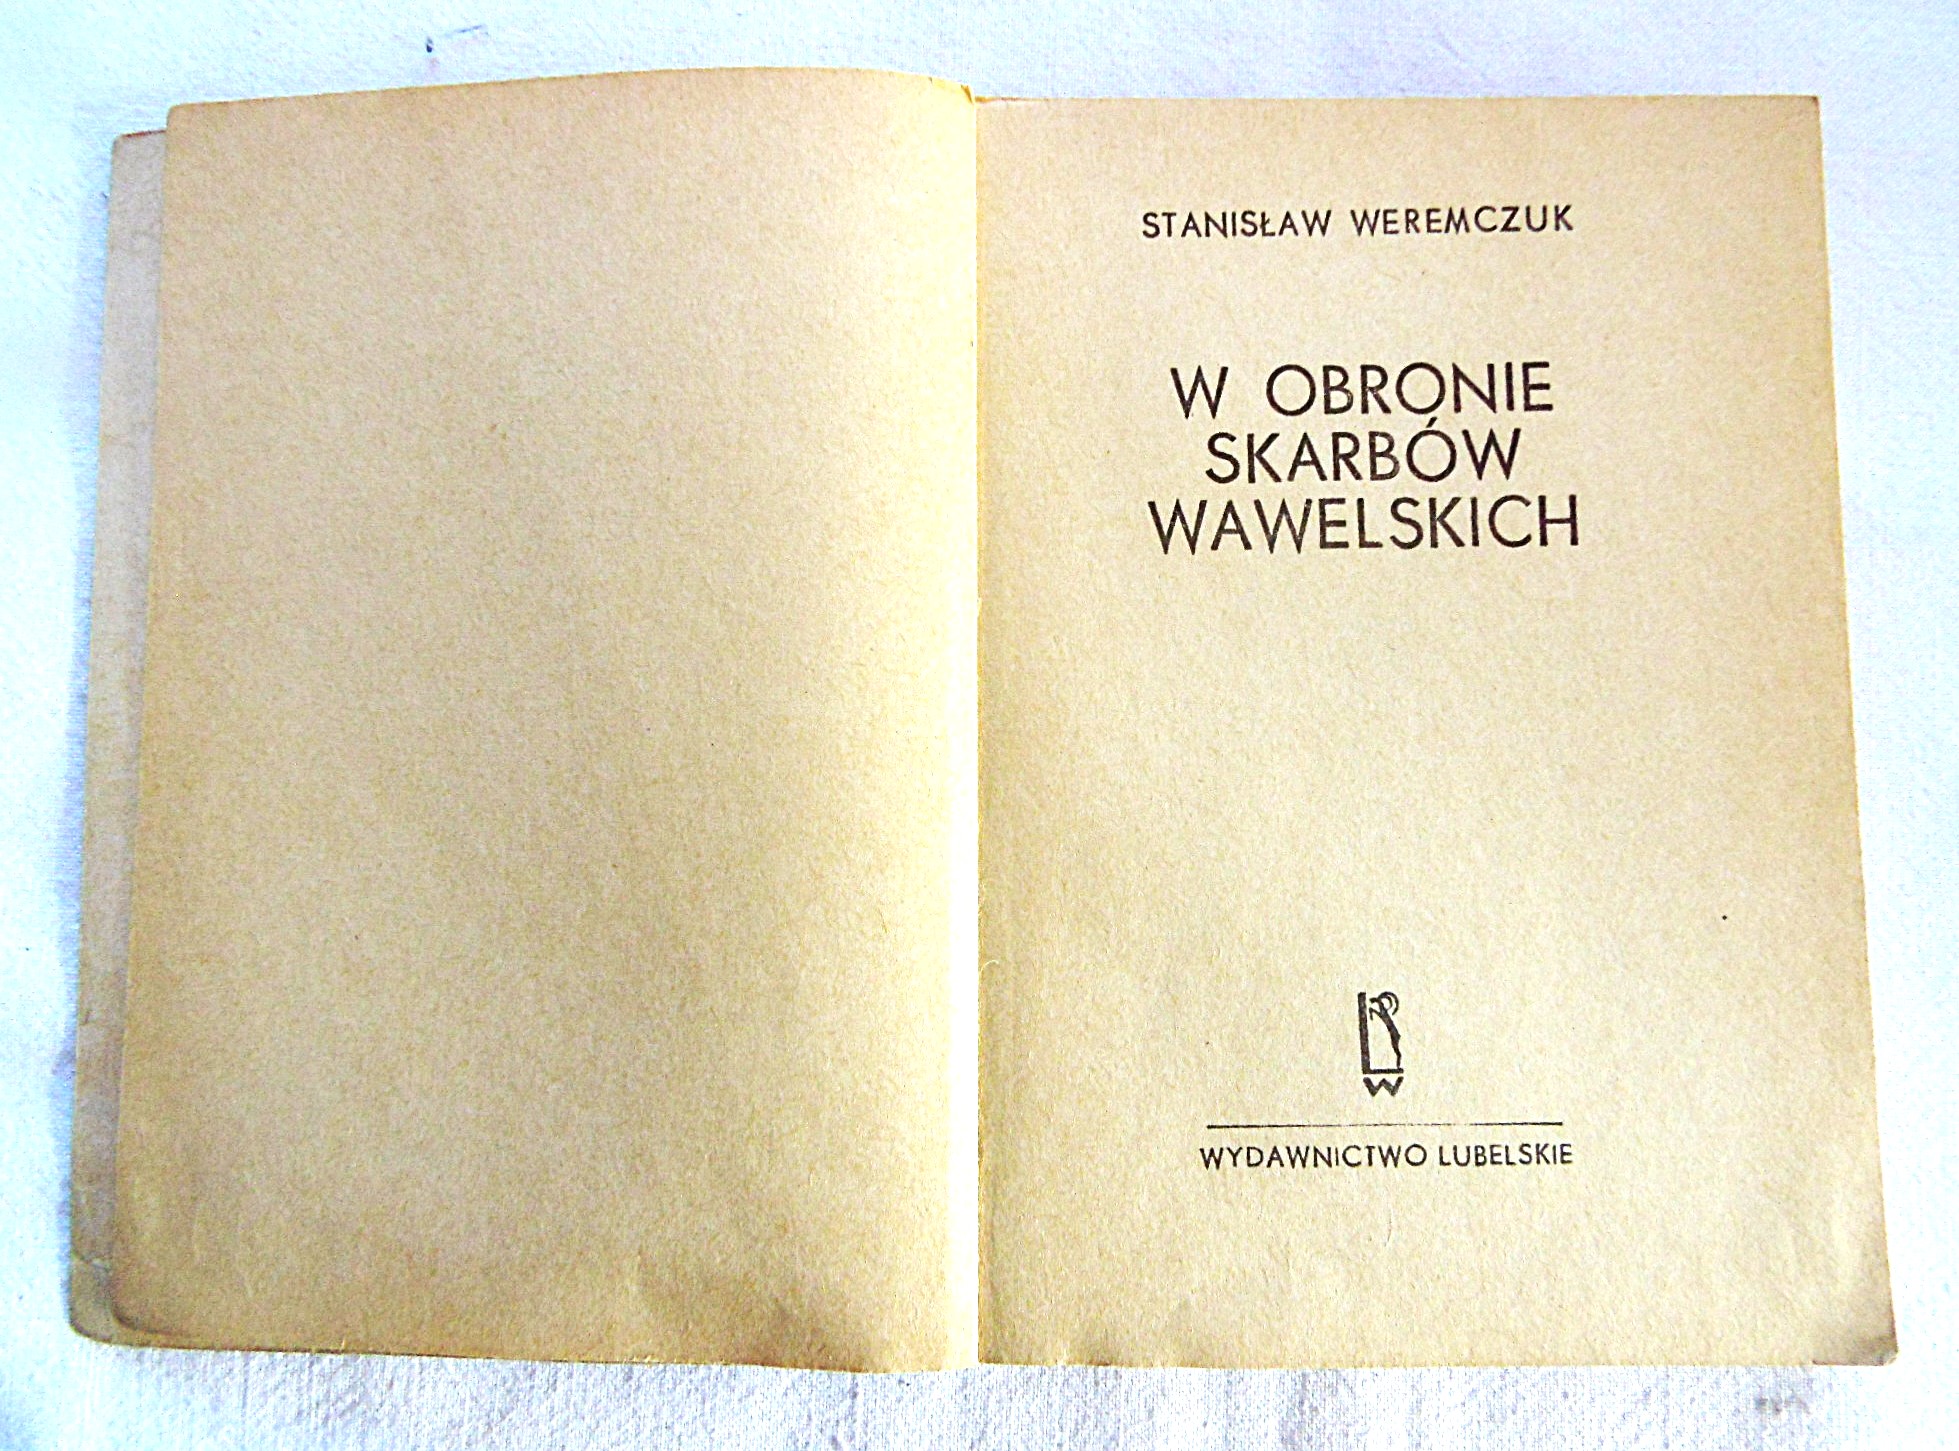 STANISŁAW WEREMCZUK
W OBRONIE
SKARBÓW
WAWELSKICH
L
W
WYDAWNICTWO LUBELSKIE